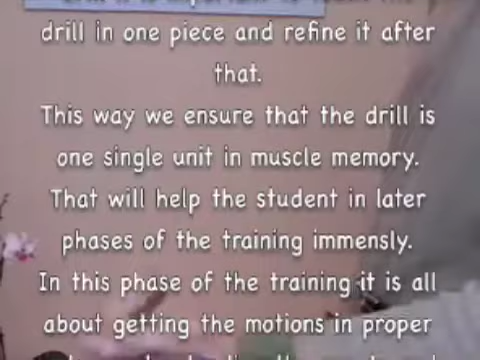 drill in one piece and refine it after
that.
This way we ensure that the drill is
one single unit in muscle memory.
That will help the student in later
phases of the training immensly.
In this phase of the training it is all
about getting the motions in proper